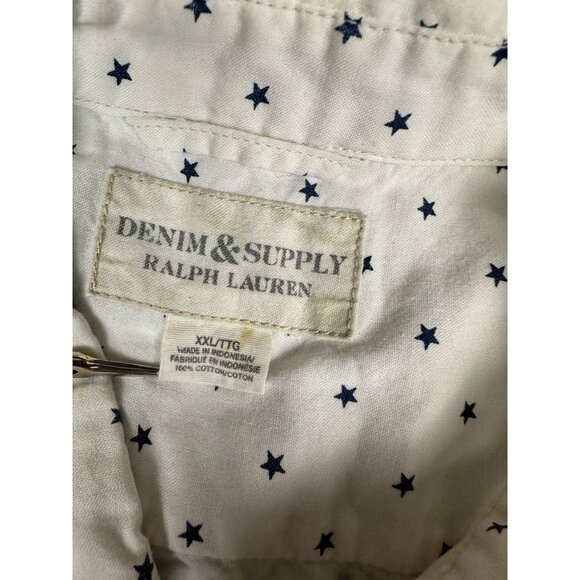 DENIM & SUPPLY
RALPH LAUREN
XXL/TTG
MADE IN INDONESIA/
FABRIQUÉ EN INDONÉSIE
100% COTTON/COTON